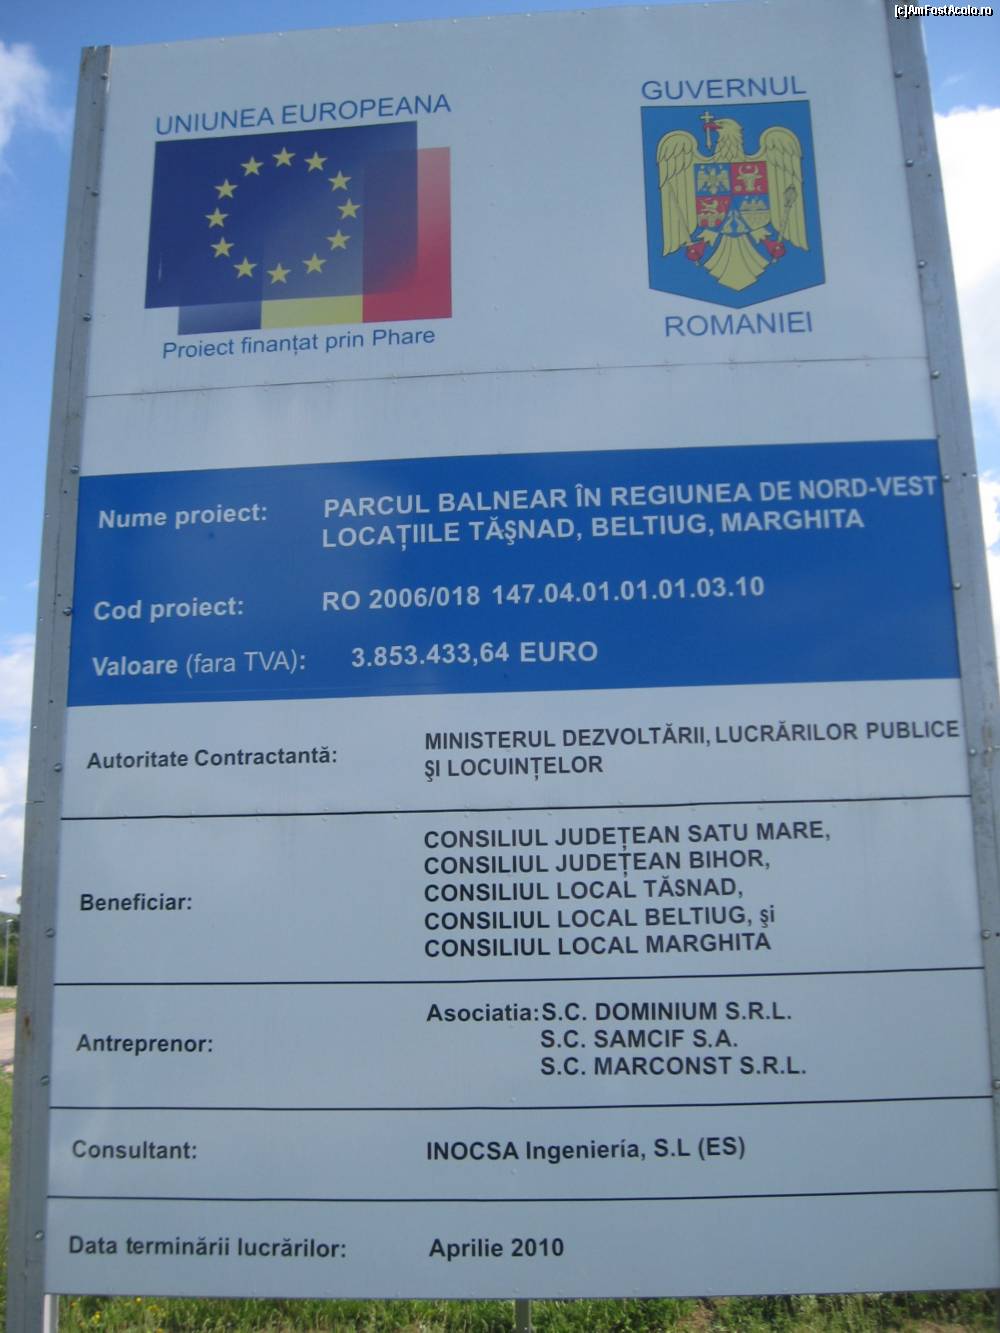 [c]AmFostAcolo.ro
UNIUNEA EUROPEANA
GUVERNUL
ROMANIEI
Proiect finanțat prin Phare
Nume proiect: PARCUL BALNEAR ÎN REGIUNEA DE NORD-VEST
LOCAȚIILE TĂȘNAD, BELTIUG, MARGHITA
Cod proiect: RO 2006/018 147.04.01.01.01.03.10
Valoare (fara TVA): 3.853.433,64 EURO
Autoritate Contractantă: MINISTERUL DEZVOLTĂRII, LUCRĂRILOR PUBLICE
ŞI LOCUINȚELOR
Beneficiar: CONSILIUL JUDEȚEAN SATU MARE,
CONSILIUL JUDEȚEAN BIHOR,
CONSILIUL LOCAL TĂSNAD,
CONSILIUL LOCAL BELTIUG, şi
CONSILIUL LOCAL MARGHITA
Antreprenor: Asociatia: S.C. DOMINIUM S.R.L.
S.C. SAMCIF S.A.
S.C. MARCONST S.R.L.
Consultant: INOCSA Ingeniería, S.L (ES)
Data terminării lucrărilor: Aprilie 2010